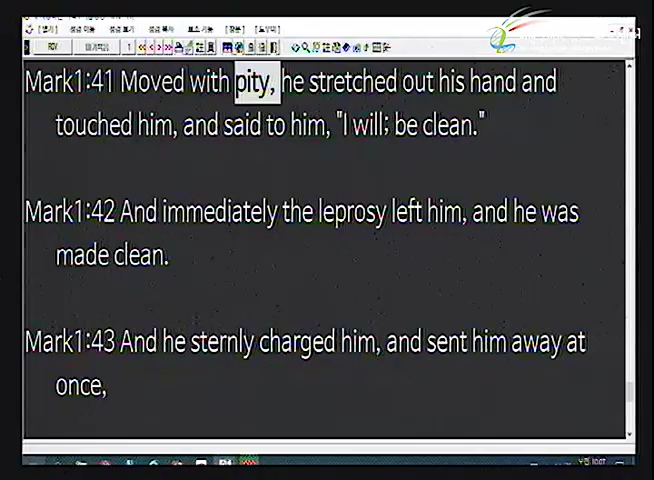 Mark1:41 Moved with pity, he stretched out his hand and
touched him, and said to him, "I will; be clean."
Mark1:42 And immediately the leprosy left him, and he was
made clean.
Mark1:43 And he sternly charged him, and sent him away at
once,